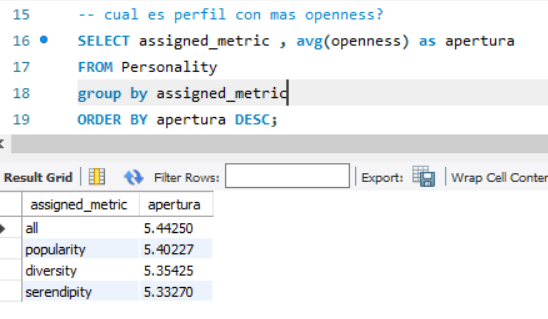 15 -- cual es perfil con mas openness?
16 SELECT assigned_metric , avg(openness) as apertura
17 FROM Personality
18 group by assigned_metric
19 ORDER BY apertura DESC;
Result Grid Filter Rows: Export: Wrap Cell Conten
assigned_metric apertura
all 5.44250
popularity 5.40227
diversity 5.35425
serendipity 5.33270